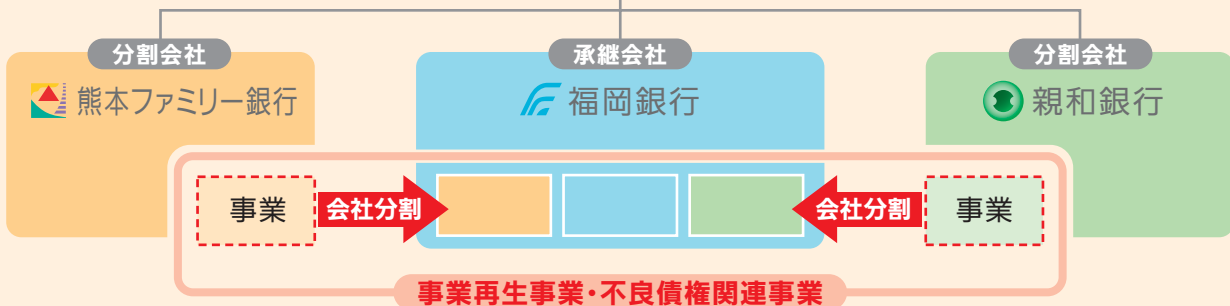 分割会社
承継会社
分割会社
熊本ファミリー銀行
福岡銀行
親和銀行
事業
会社分割
会社分割
事業
事業再生事業・不良債権関連事業